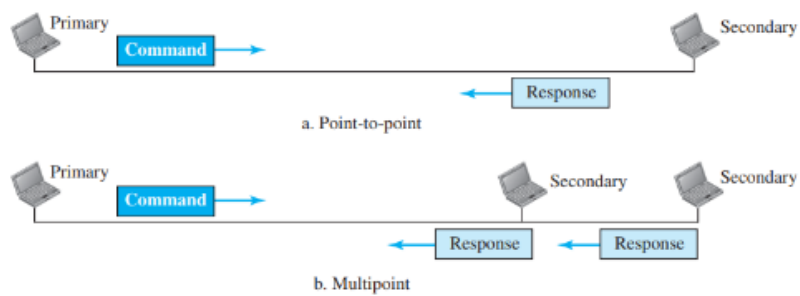 Primary
Secondary
Command
Response
a. Point-to-point
Primary
Secondary
Secondary
Command
Response
Response
b. Multipoint